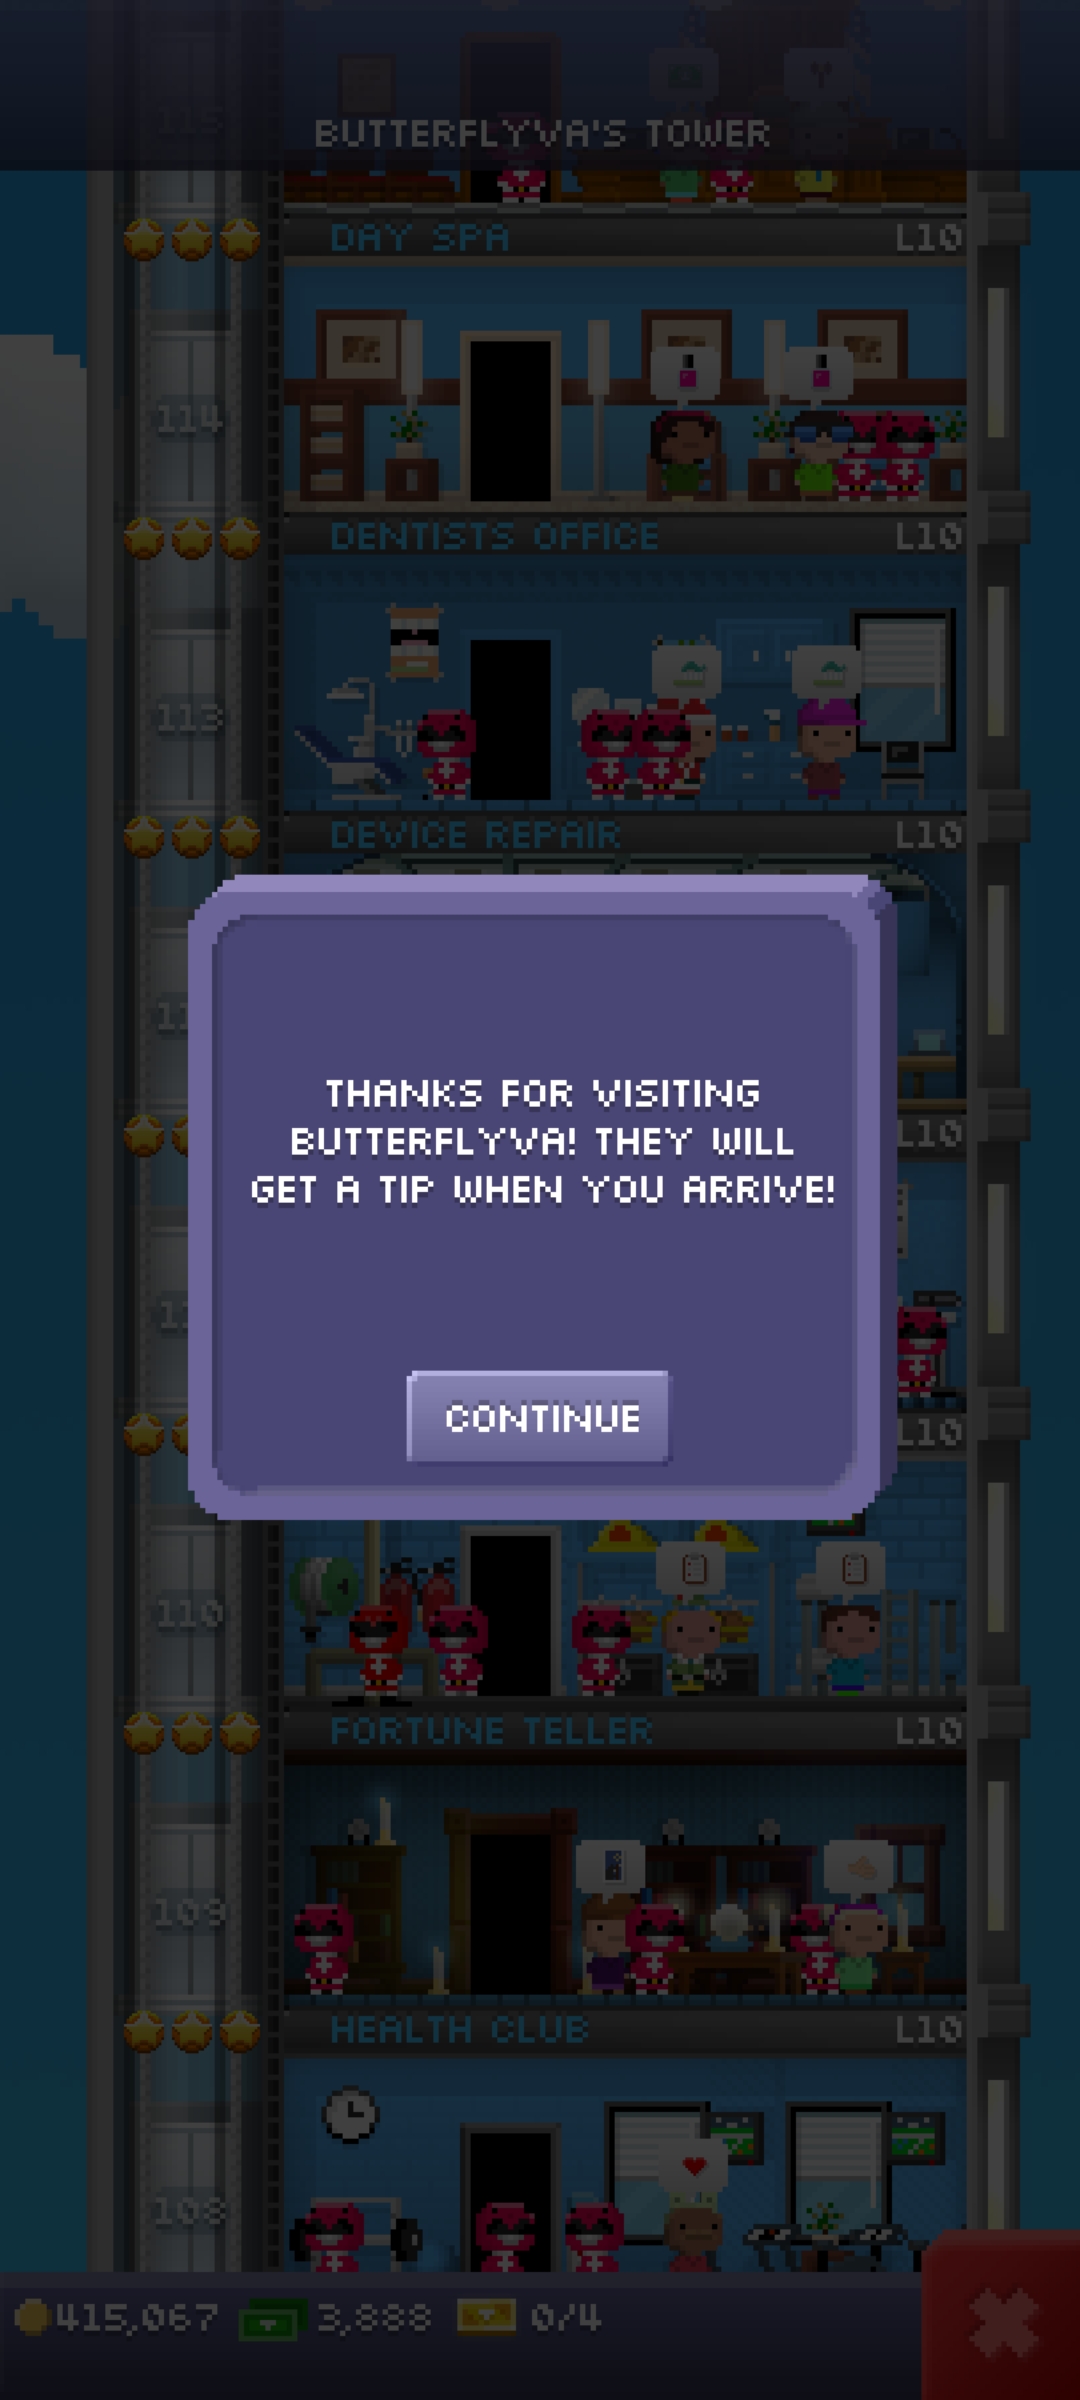 115
BUTTERFLYVA'S TOWER
DAY SPA L10
114
DENTISTS OFFICE L10
113
DEVICE REPAIR L10
THANKS FOR VISITING
BUTTERFLYVA! THEY WILL
GET A TIP WHEN YOU ARRIVE!
L10
CONTINUE
L10
110
FORTUNE TELLER L10
109
HEALTH CLUB L10
108
415,067 3,888 0/4